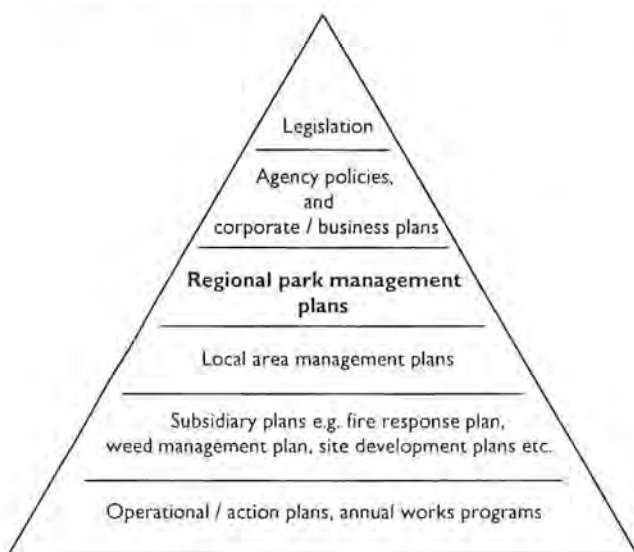 Legislation
Agency policies,
and
corporate / business plans
Regional park management
plans
Local area management plans
Subsidiary plans e.g. fire response plan,
weed management plan, site development plans etc.
Operational / action plans, annual works programs